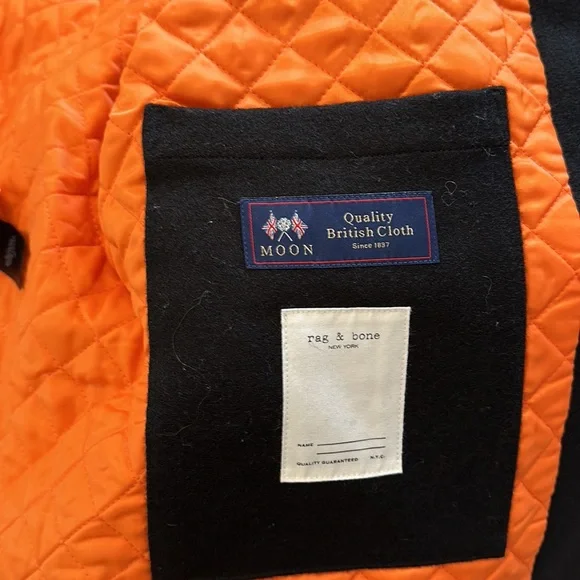 MOON
Quality
British Cloth
Since 1837
rag & bone
NEW YORK
NAME
QUALITY GUARANTEED N.Y.C.